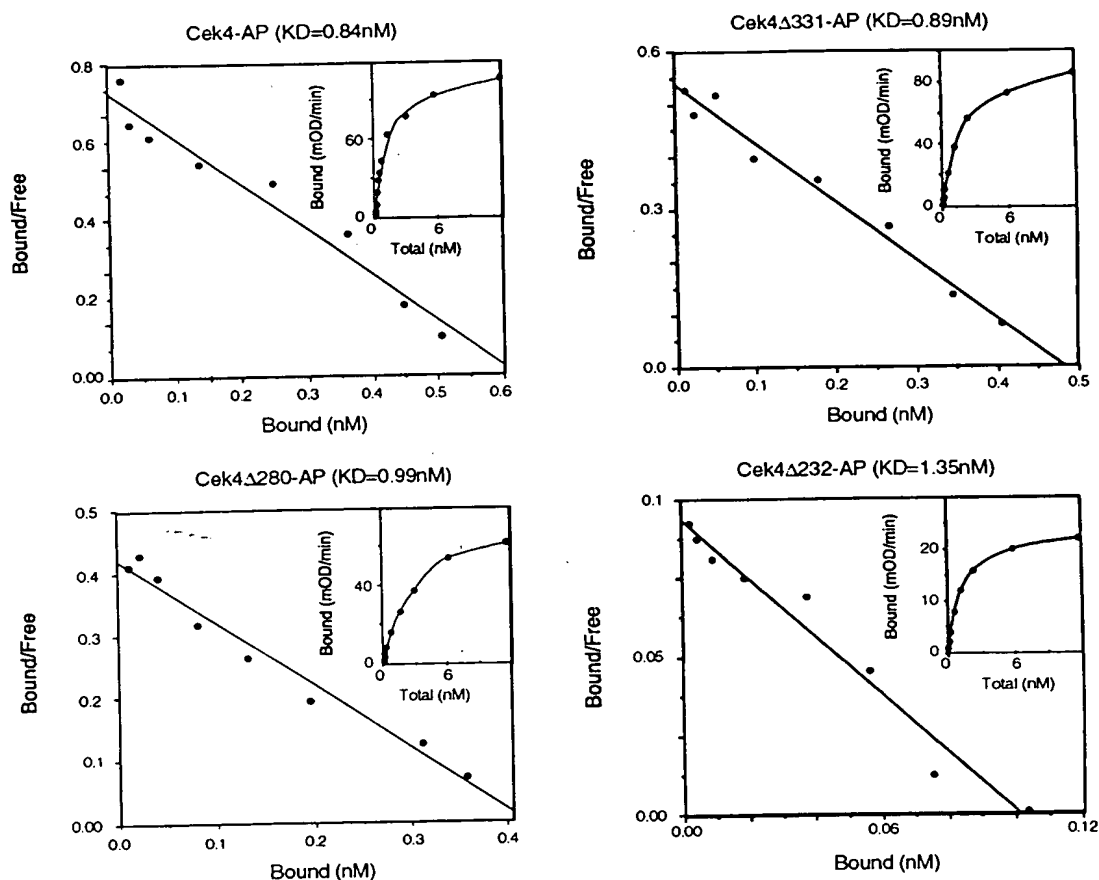 Cek4-AP (KD=0.84nM)
0.8
0.6
0.4
0.2
0.00
Bound/Free
0.0 0.1 0.2 0.3 0.4 0.5 0.6
Bound (nM)
60
0
Bound (mOD/min)
0 6
Total (nM)
Cek4Δ331-AP (KD=0.89nM)
0.6
0.3
0.0
Bound/Free
0.0 0.1 0.2 0.3 0.4 0.5
Bound (nM)
80
40
0
Bound (mOD/min)
0 6
Total (nM)
Cek4Δ280-AP (KD=0.99nM)
0.5
0.4
0.3
0.2
0.1
0.00
Bound/Free
0.0 0.1 0.2 0.3 0.4
Bound (nM)
40
0
Bound (mOD/min)
0 6
Total (nM)
Cek4Δ232-AP (KD=1.35nM)
0.1
0.05
0.00
Bound/Free
0.00 0.06 0.12
Bound (nM)
20
10
0
Bound (mOD/min)
0 6
Total (nM)